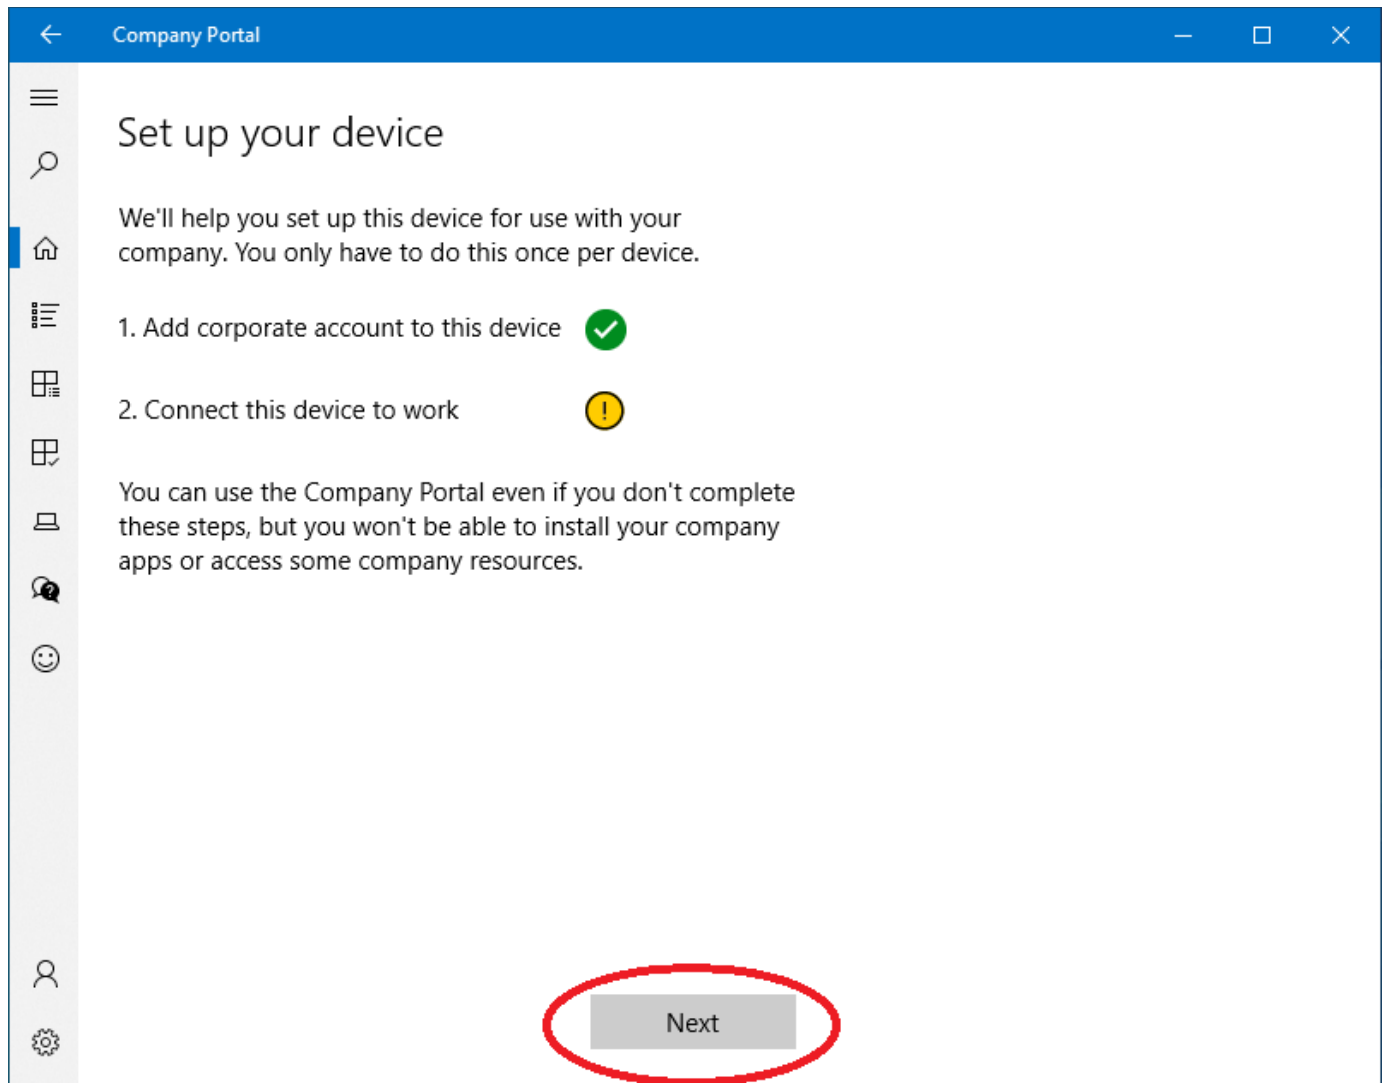 Company Portal
Set up your device
We'll help you set up this device for use with your
company. You only have to do this once per device.
1. Add corporate account to this device
2. Connect this device to work
You can use the Company Portal even if you don't complete
these steps, but you won't be able to install your company
apps or access some company resources.
Next